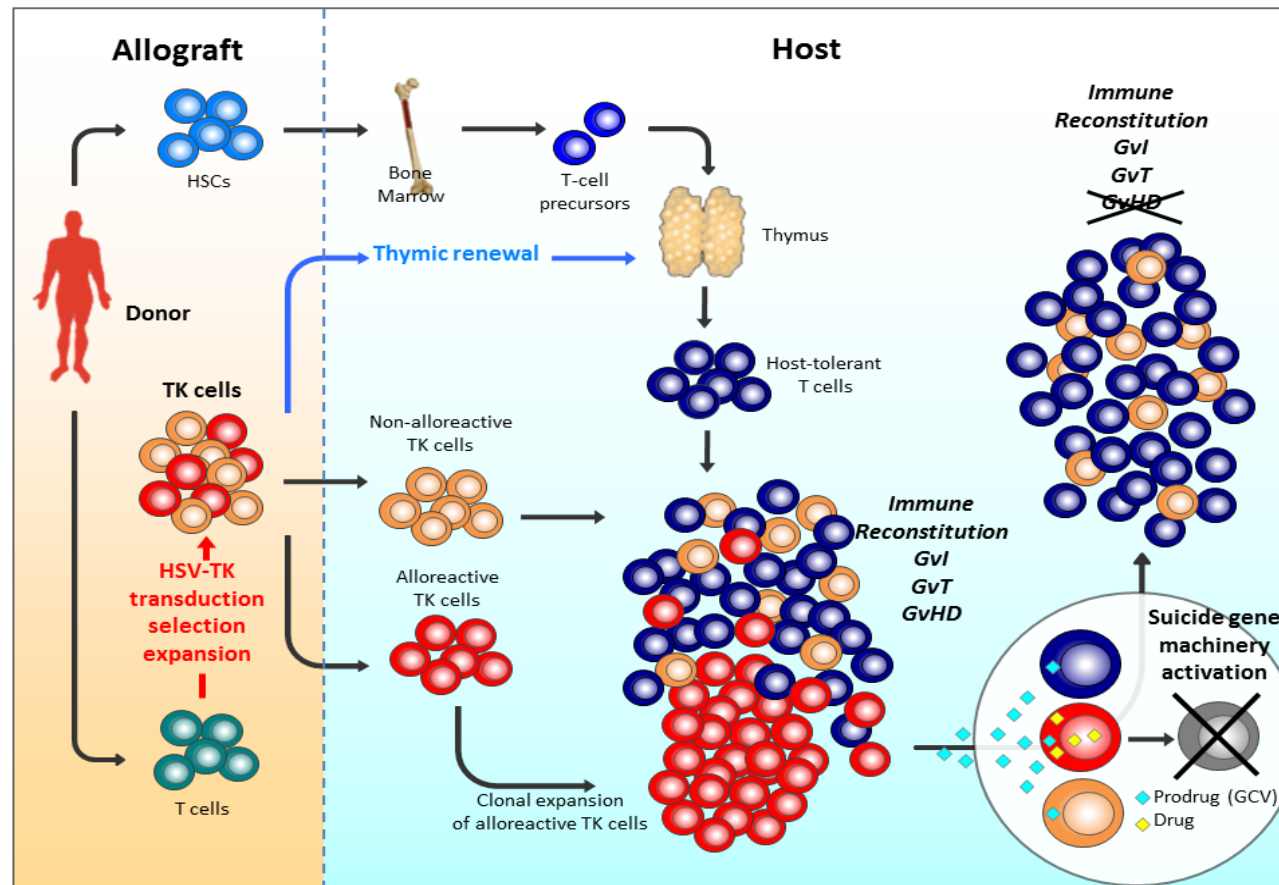 Allograft
Host
HSCs
Bone
Marrow
T-cell
precursors
Thymus
Immune
Reconstitution
GvI
GvT
GvHD
Thymic renewal
Donor
Host-tolerant
T cells
TK cells
Non-alloreactive
TK cells
Immune
Reconstitution
GvI
GvT
GvHD
HSV-TK
transduction
selection
expansion
Alloreactive
TK cells
Suicide gene
machinery
activation
T cells
Clonal expansion
of alloreactive TK cells
Prodrug (GCV)
Drug